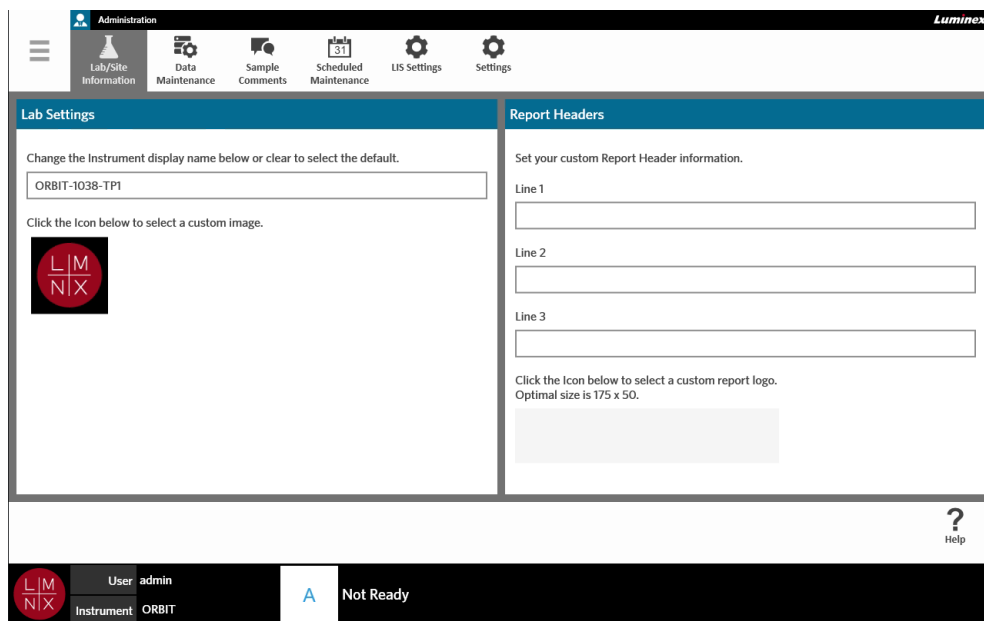 Administration
Luminex
Lab/Site
Information
Data
Maintenance
Sample
Comments
31
Scheduled
Maintenance
LIS Settings
Settings
Lab Settings
Change the Instrument display name below or clear to select the default.
ORBIT-1038-TP1
Click the Icon below to select a custom image.
L M
N X
Report Headers
Set your custom Report Header information.
Line 1
Line 2
Line 3
Click the Icon below to select a custom report logo.
Optimal size is 175 x 50.
?
Help
L M
N X
User admin
Instrument ORBIT
A
Not Ready